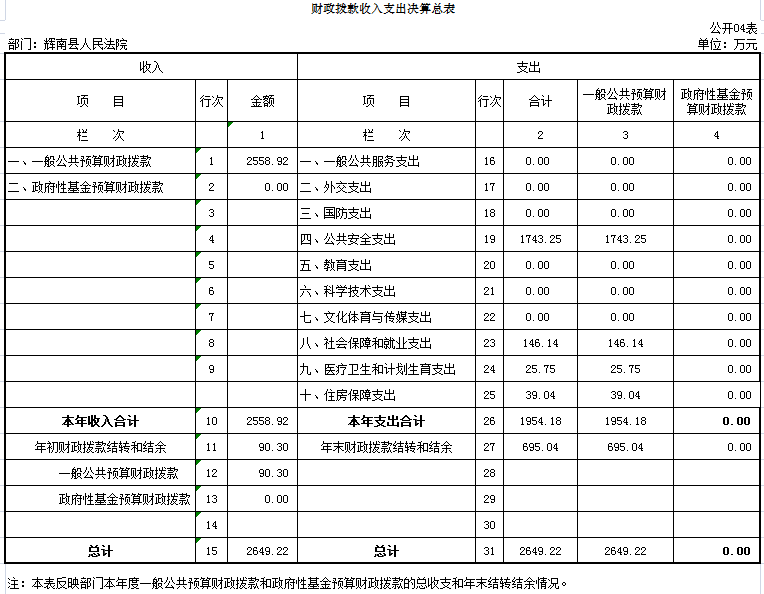 财政拨款收入支出决算总表
公开04表
部门：辉南县人民法院 单位：万元
收入 支出
项 目 行次 金额 项 目 行次 合计 一般公共预算财政拨款 政府性基金预算财政拨款
栏 次 1 栏 次 2 3 4
一、一般公共预算财政拨款 1 2558.92 一、一般公共服务支出 16 0.00 0.00 0.00
二、政府性基金预算财政拨款 2 0.00 二、外交支出 17 0.00 0.00 0.00
3 三、国防支出 18 0.00 0.00 0.00
4 四、公共安全支出 19 1743.25 1743.25 0.00
5 五、教育支出 20 0.00 0.00 0.00
6 六、科学技术支出 21 0.00 0.00 0.00
7 七、文化体育与传媒支出 22 0.00 0.00 0.00
8 八、社会保障和就业支出 23 146.14 146.14 0.00
9 九、医疗卫生和计划生育支出 24 25.75 25.75 0.00
十、住房保障支出 25 39.04 39.04 0.00
本年收入合计 10 2558.92 本年支出合计 26 1954.18 1954.18 0.00
年初财政拨款结转和结余 11 90.30 年末财政拨款结转和结余 27 695.04 695.04 0.00
一般公共预算财政拨款 12 90.30 28
政府性基金预算财政拨款 13 0.00 29
14 30
总计 15 2649.22 总计 31 2649.22 2649.22 0.00
注：本表反映部门本年度一般公共预算财政拨款和政府性基金预算财政拨款的总收支和年末结转结余情况。